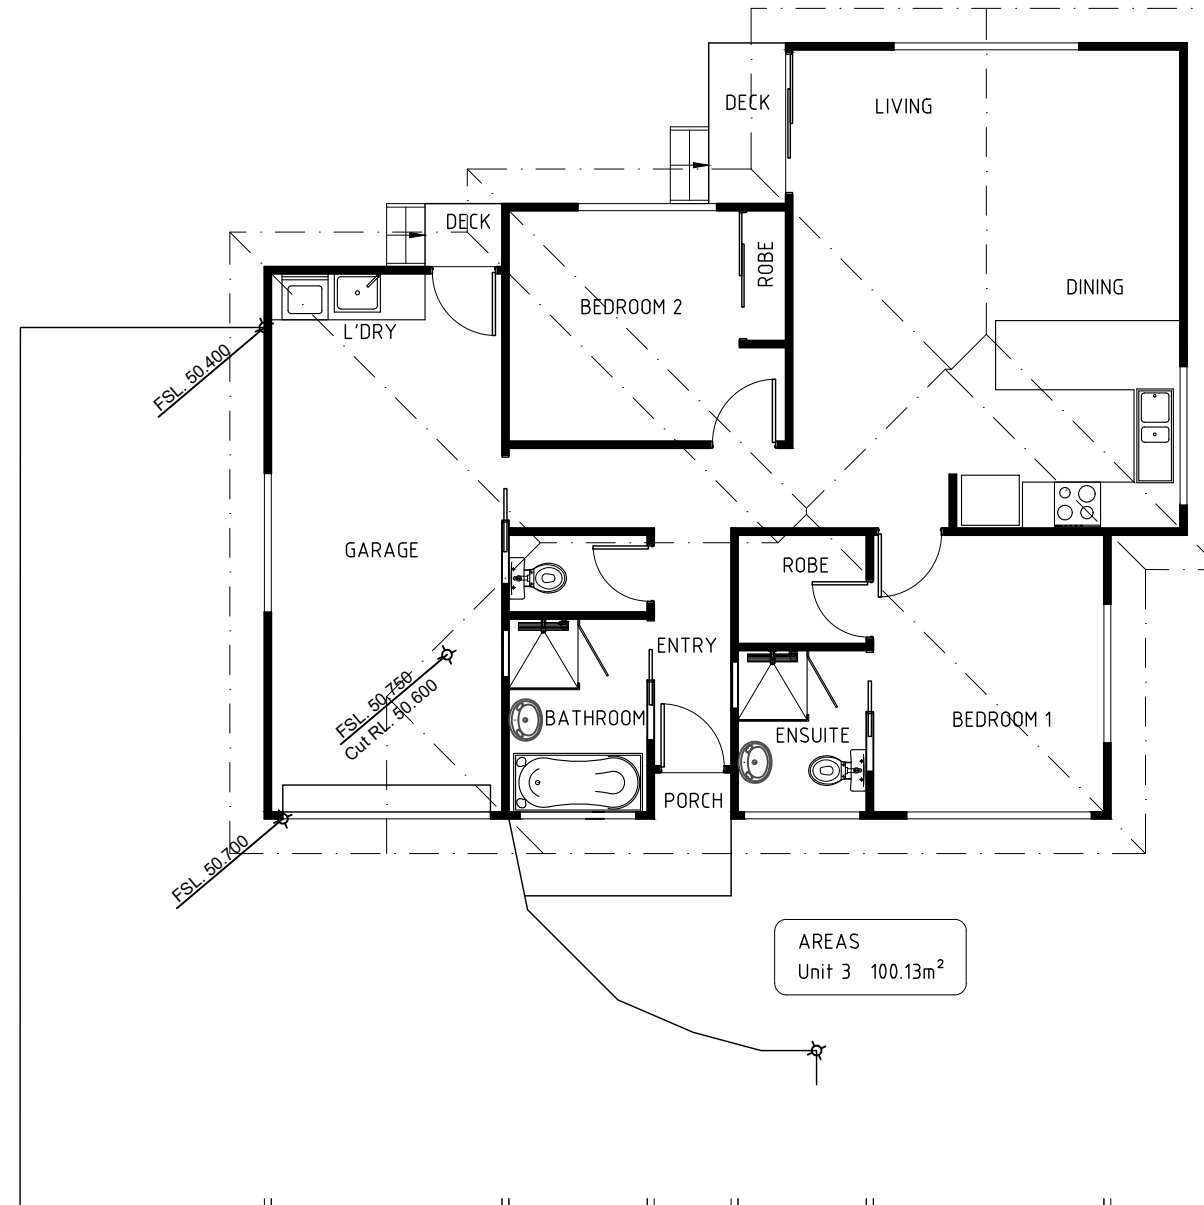 DECK
LIVING
DECK
ROBE
BEDROOM 2
DINING
L'DRY
FSL. 50.400
GARAGE
ROBE
ENTRY
FSL. 50.750
Cut RL. 50.600
BATHROOM
ENSUITE
BEDROOM 1
PORCH
FSL. 50.700
AREAS
Unit 3 100.13m²